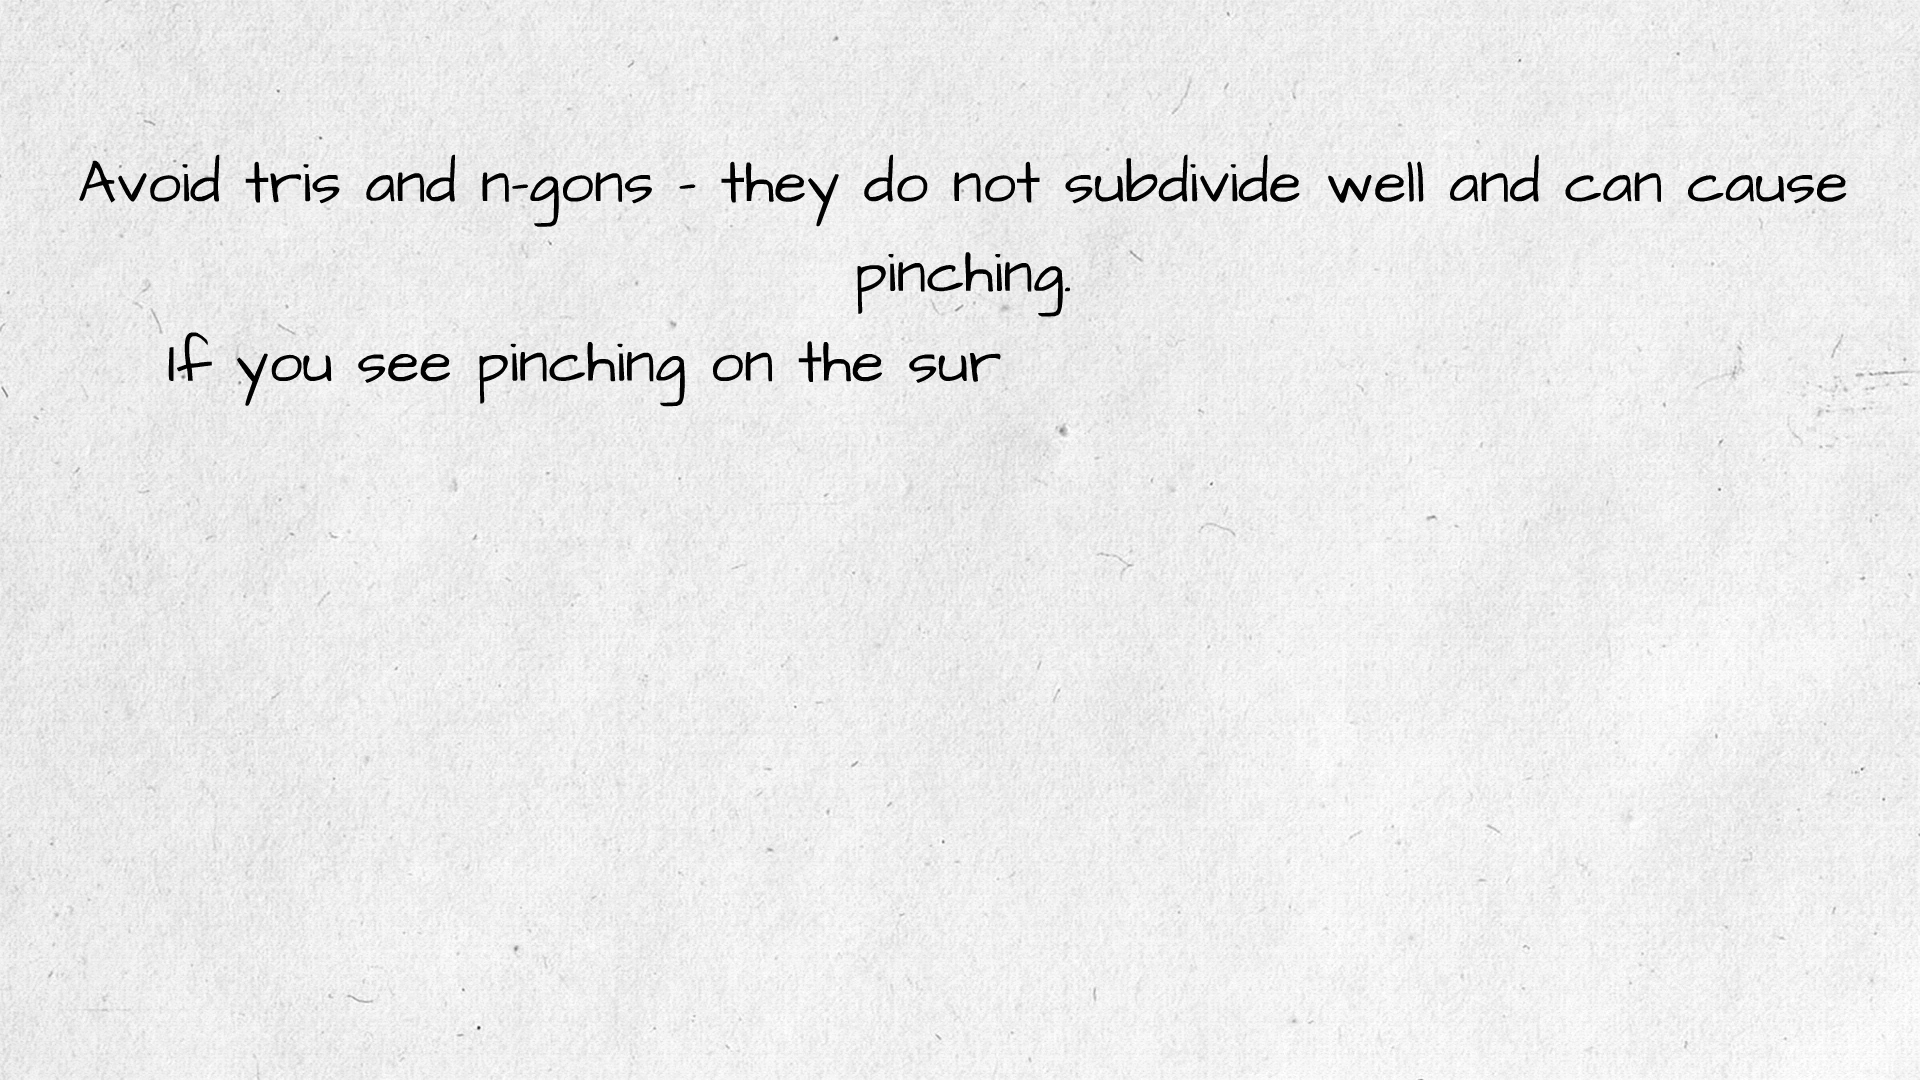 Avoid tris and n-gons - they do not subdivide well and can cause
pinching.
If you see pinching on the sur